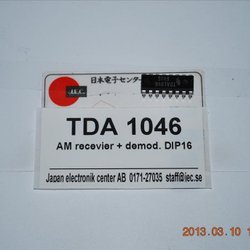 日本電子センター
J.E.C.
TDA 1046
AM recevier + demod. DIP16
Japan electronik center AB 0171-27035 staff@jec.se
2013.03.10